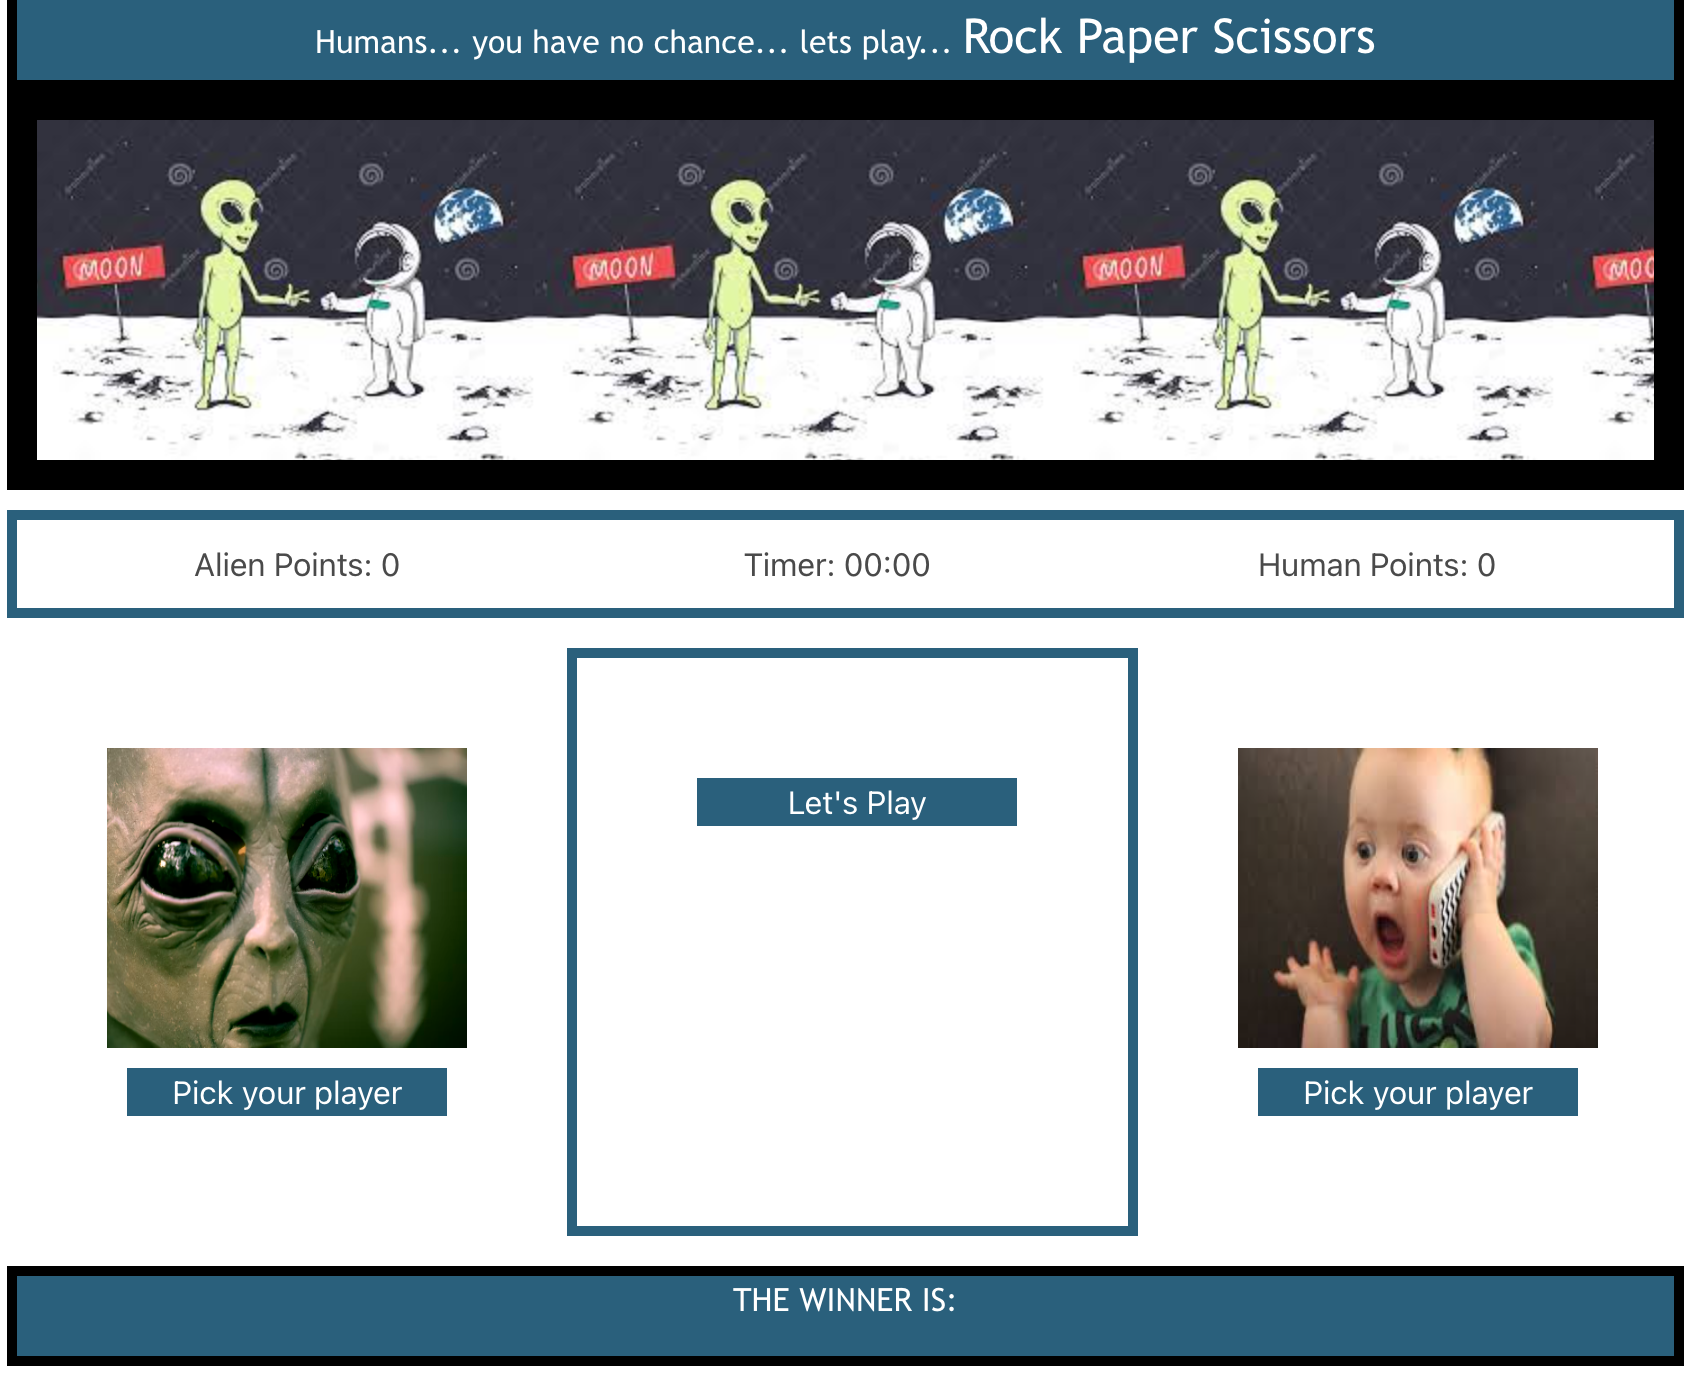 Humans... you have no chance... lets play... Rock Paper Scissors
MOON
MOON
MOON
MOO
Alien Points: 0
Timer: 00:00
Human Points: 0
Let's Play
Pick your player
Pick your player
THE WINNER IS: